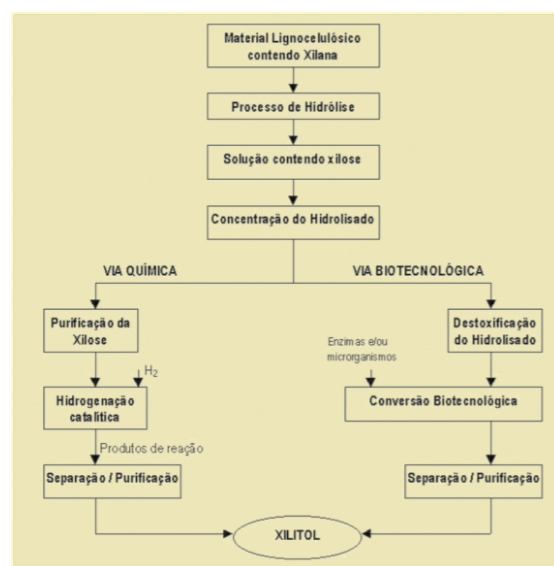 Material Lignocelulósico
contendo Xilana
Processo de Hidrólise
Solução contendo xilose
Concentração do Hidrolisado
VIA QUÍMICA
VIA BIOTECNOLÓGICA
Purificação da
Xilose
H2
Hidrogenação
catalítica
Produtos de reação
Separação / Purificação
Destoxificação
do Hidrolisado
Enzimas e/ou
microrganismos
Conversão Biotecnológica
Separação / Purificação
XILITOL